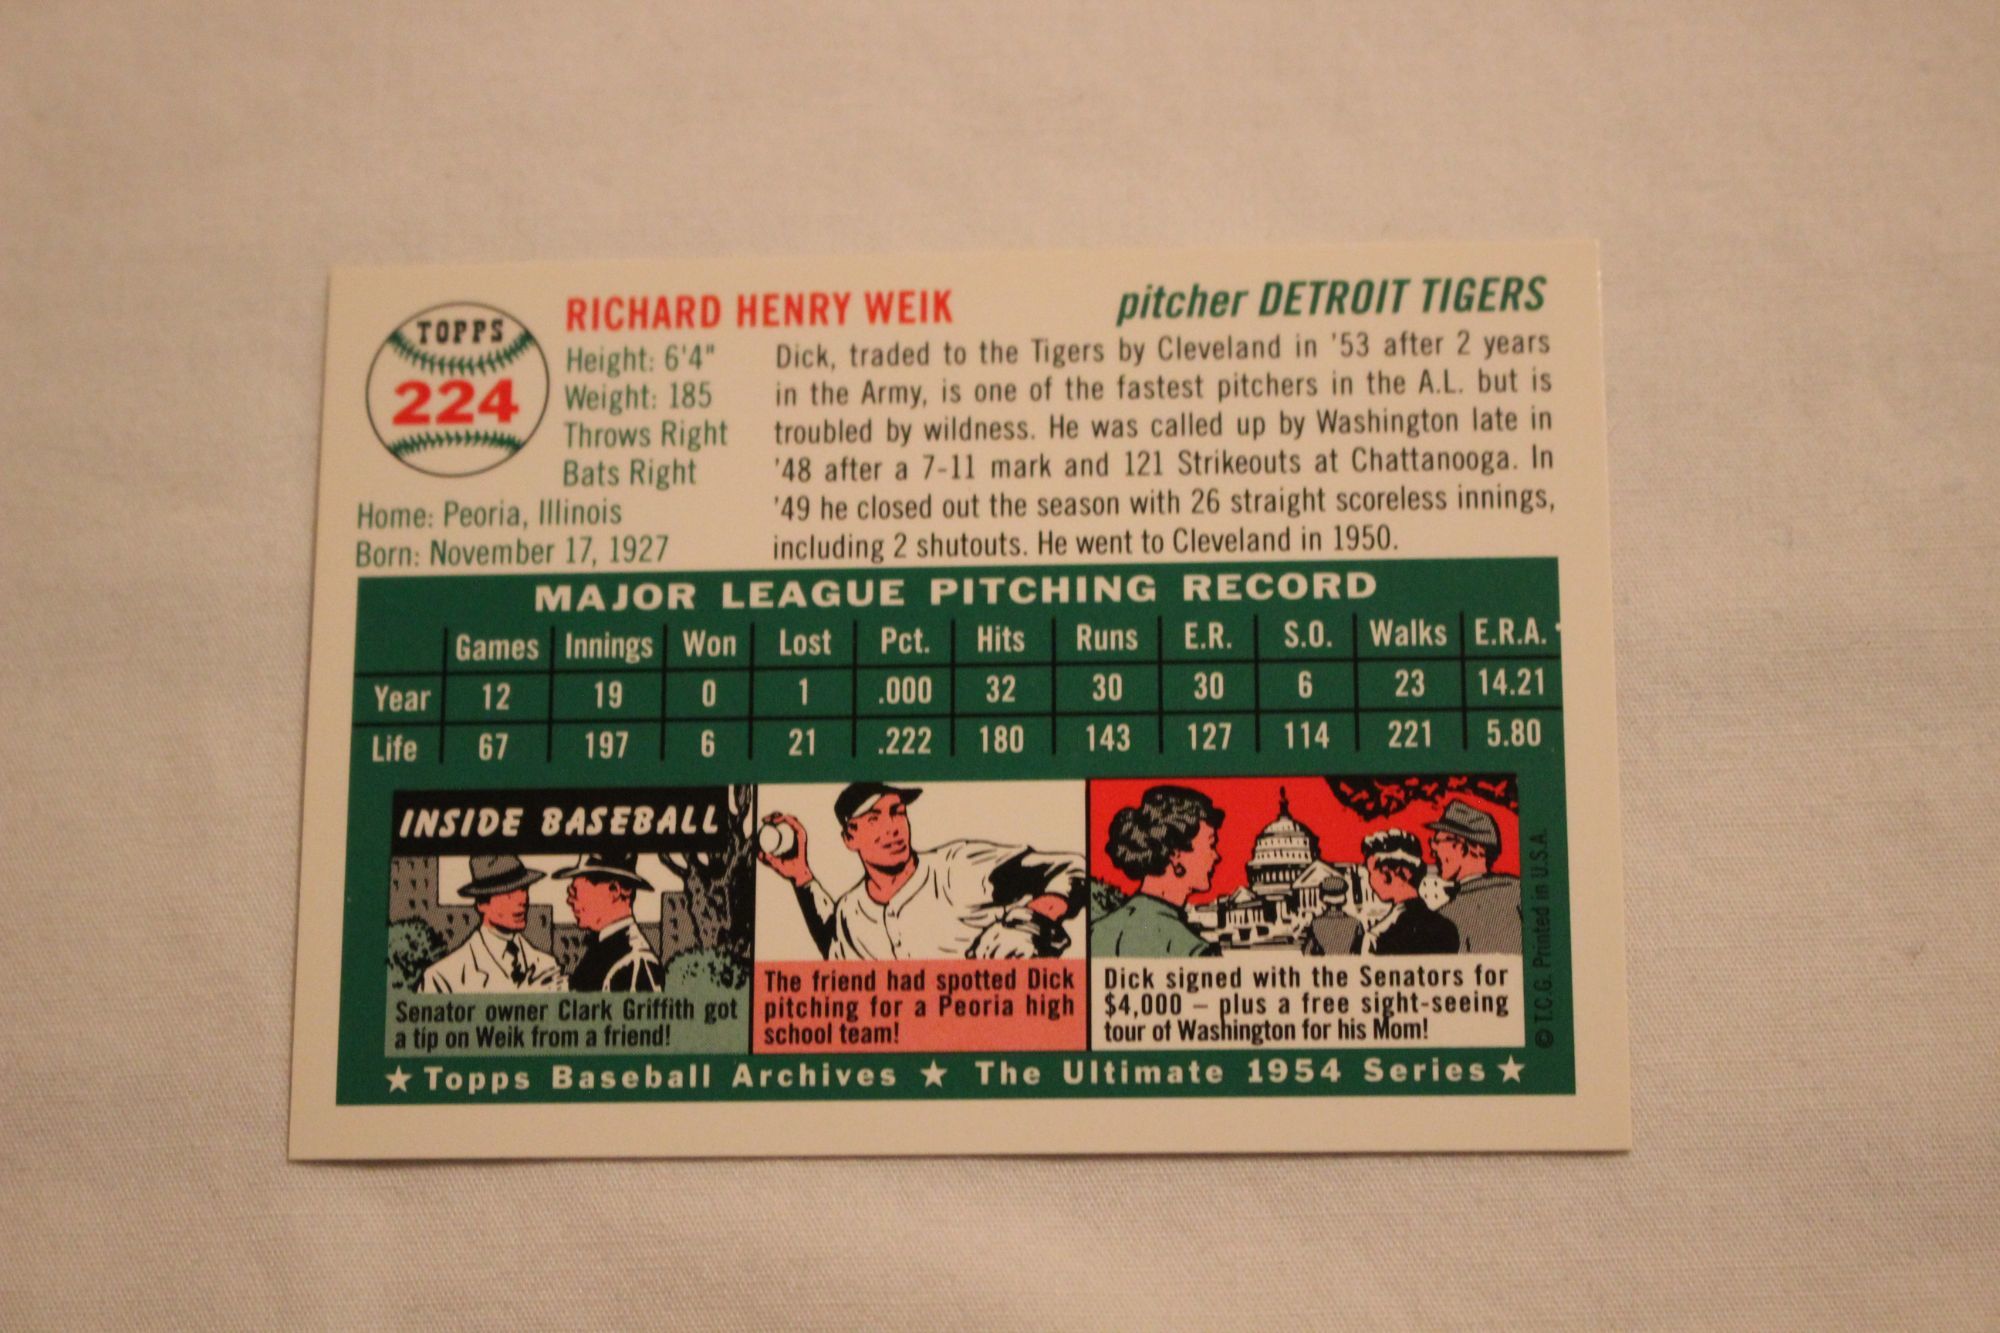 TOPPS
224
RICHARD HENRY WEIK
pitcher DETROIT TIGERS
Height: 6'4"
Weight: 185
Throws Right
Bats Right
Home: Peoria, Illinois
Born: November 17, 1927
Dick, traded to the Tigers by Cleveland in '53 after 2 years
in the Army, is one of the fastest pitchers in the A.L. but is
troubled by wildness. He was called up by Washington late in
'48 after a 7-11 mark and 121 Strikeouts at Chattanooga. In
'49 he closed out the season with 26 straight scoreless innings,
including 2 shutouts. He went to Cleveland in 1950.
MAJOR LEAGUE PITCHING RECORD
Games Innings Won Lost Pct. Hits Runs E.R. S.O. Walks E.R.A.
Year 12 19 0 1 .000 32 30 30 6 23 14.21
Life 67 197 6 21 .222 180 143 127 114 221 5.80
INSIDE BASEBALL
Senator owner Clark Griffith got
a tip on Weik from a friend!
The friend had spotted Dick
pitching for a Peoria high
school team!
Dick signed with the Senators for
$4,000 – plus a free sight-seeing
tour of Washington for his Mom!
© T.C.G. Printed in U.S.A.
★ Topps Baseball Archives ★ The Ultimate 1954 Series ★